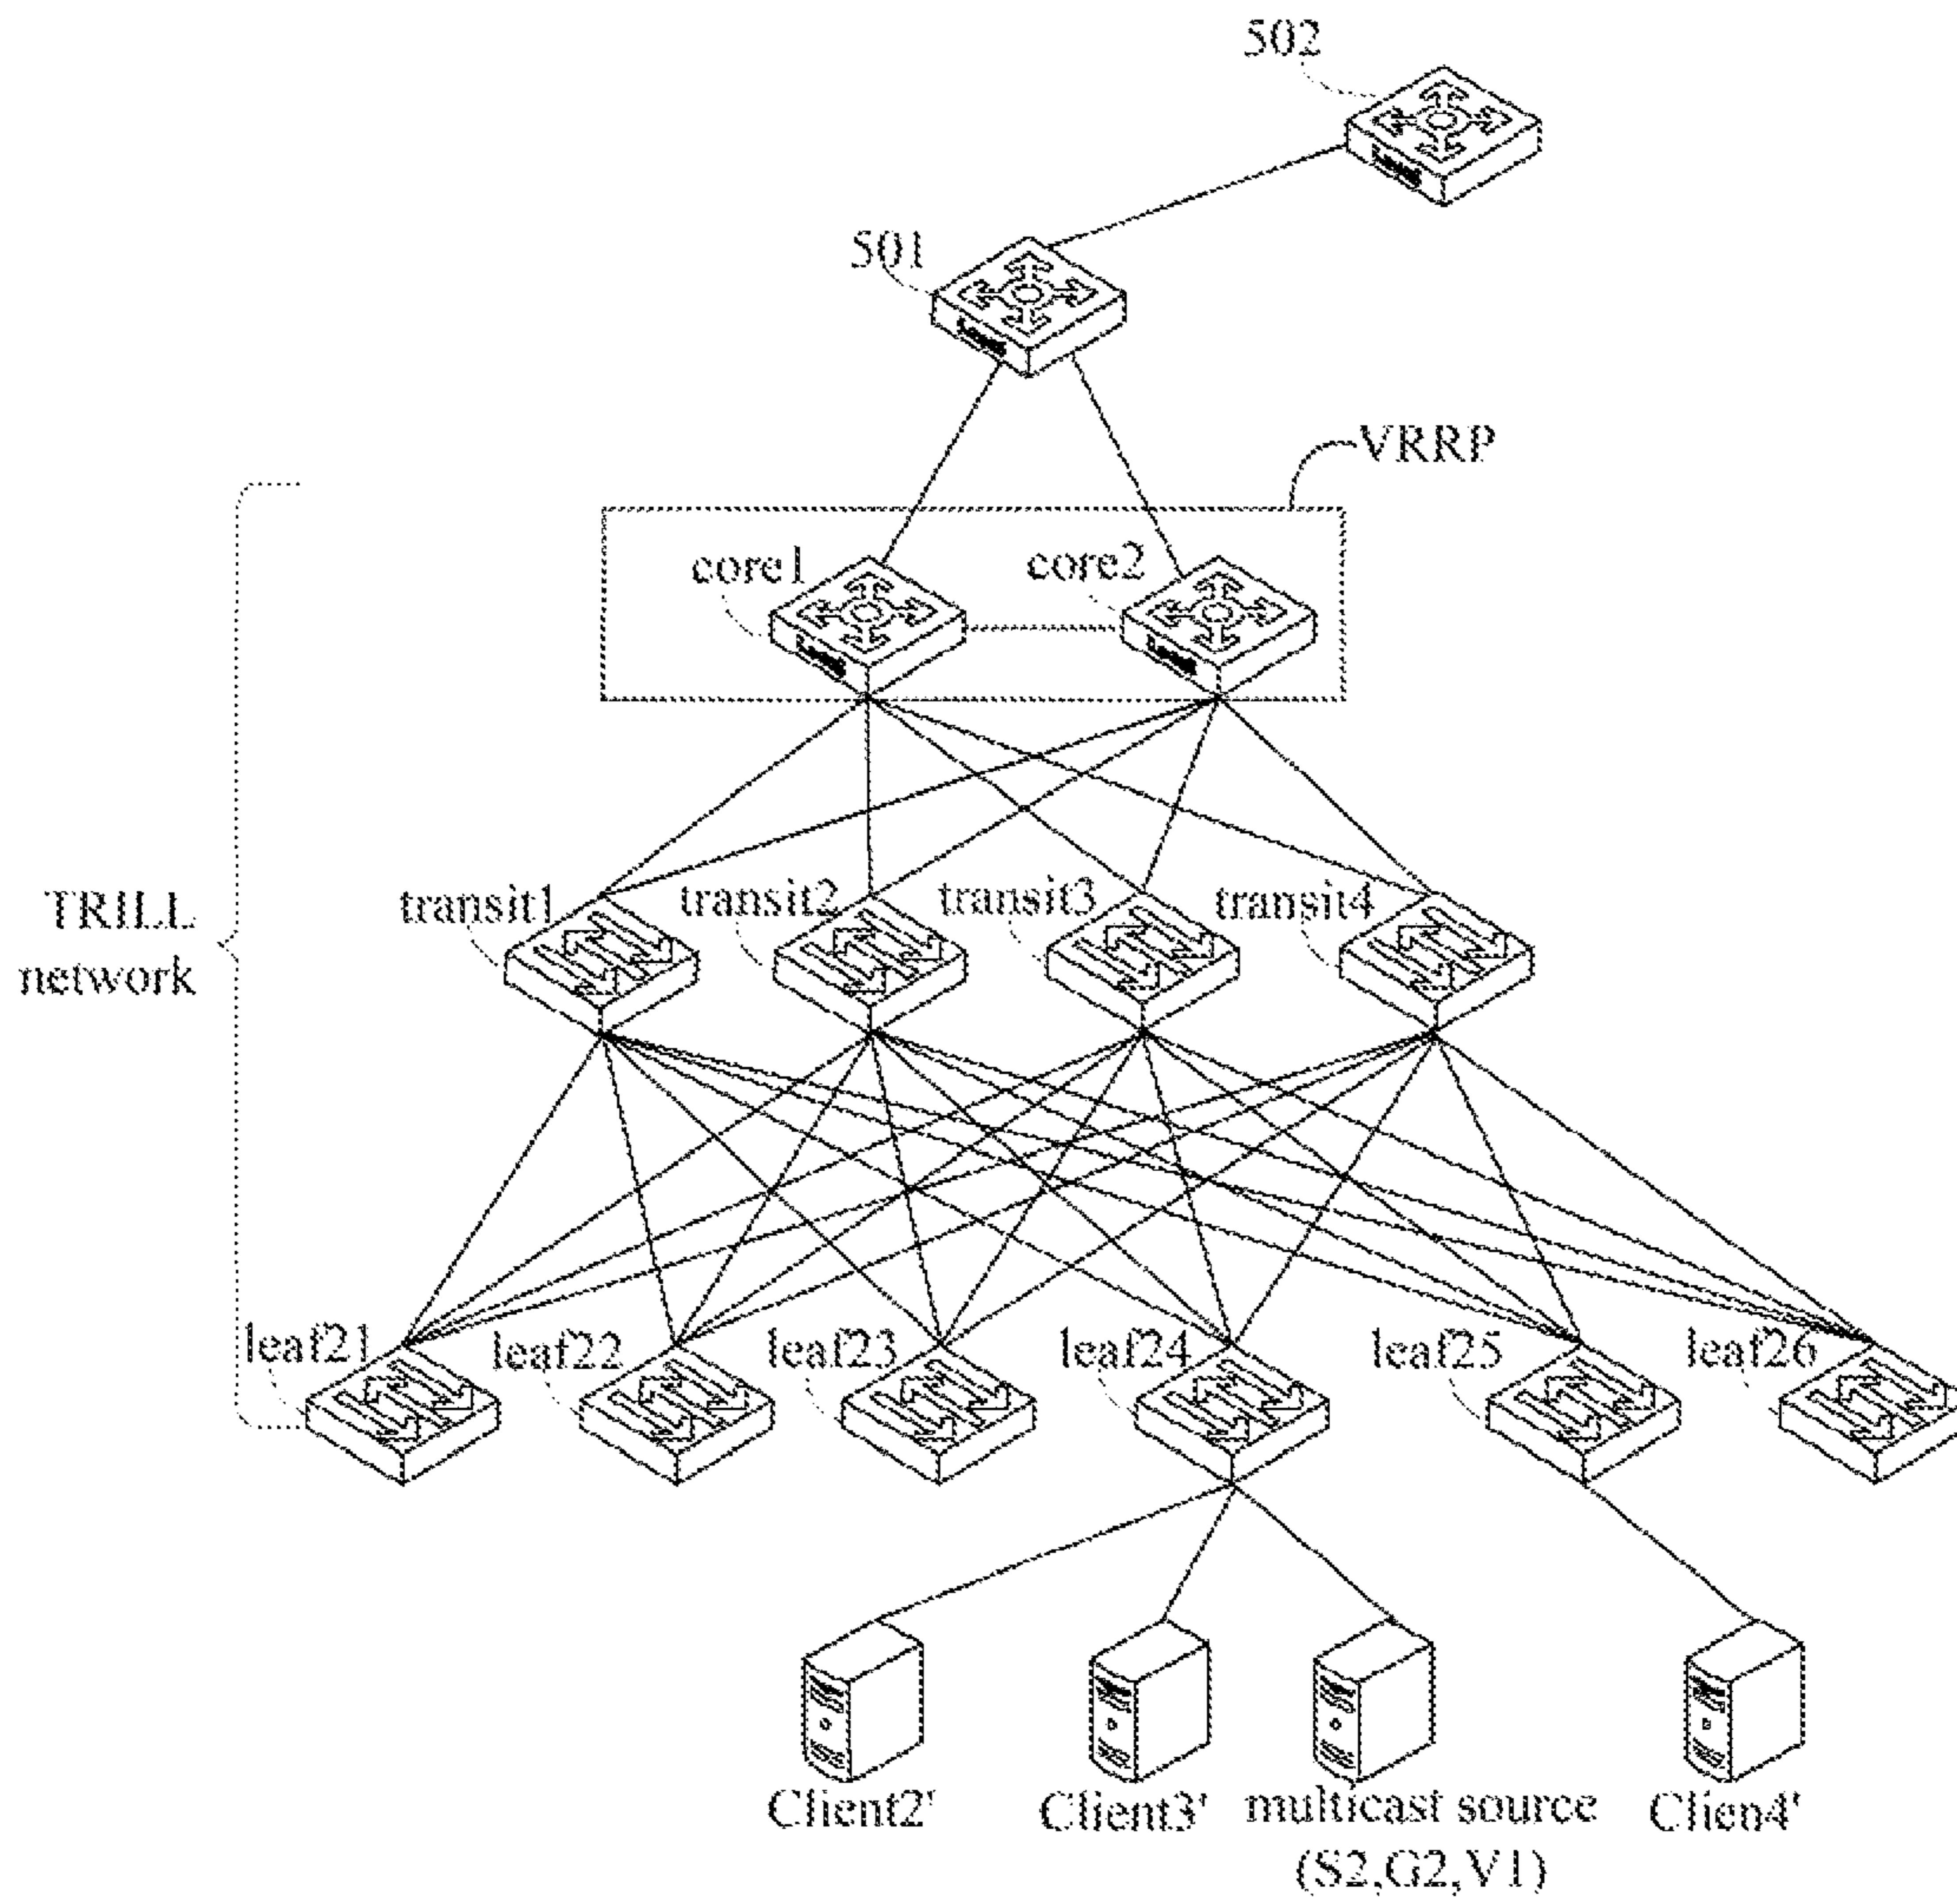 502
501
VRRP
core1
core2
TRILL
network
transit1
transit2
transit3
transit4
leaf21
leaf22
leaf23
leaf24
leaf25
leaf26
Client2'
Client3'
multicast source
(S2,G2,V1)
Clien4'